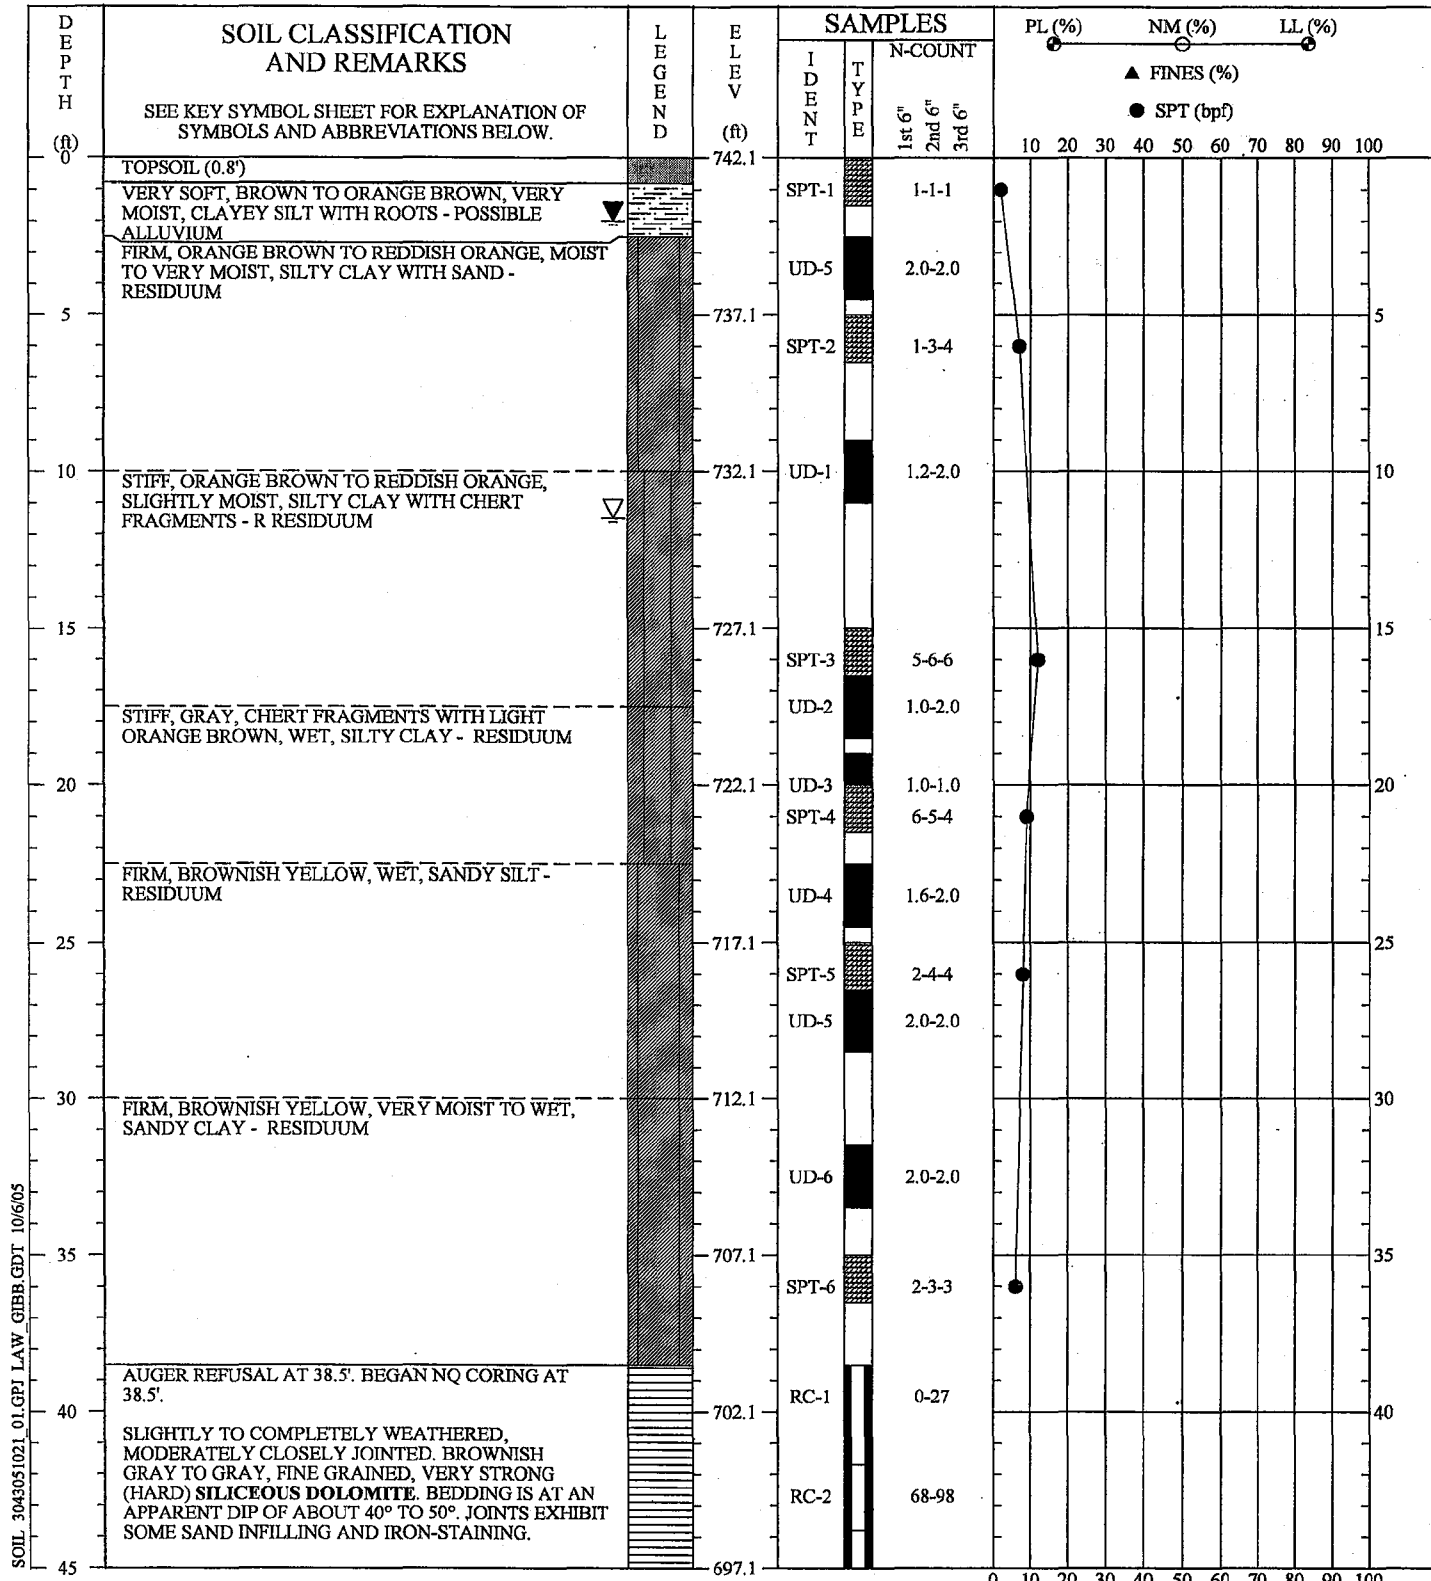 DEPTH
(ft)
SOIL CLASSIFICATION
AND REMARKS
SEE KEY SYMBOL SHEET FOR EXPLANATION OF
SYMBOLS AND ABBREVIATIONS BELOW.
LEGEND
ELEV
(ft)
SAMPLES
IDENT
TYPE
N-COUNT
1st 6"
2nd 6"
3rd 6"
PL (%) NM (%) LL (%)
▲ FINES (%)
● SPT (bpf)
10 20 30 40 50 60 70 80 90 100
0
742.1
TOPSOIL (0.8')
SPT-1 1-1-1
VERY SOFT, BROWN TO ORANGE BROWN, VERY
MOIST, CLAYEY SILT WITH ROOTS - POSSIBLE
ALLUVIUM
FIRM, ORANGE BROWN TO REDDISH ORANGE, MOIST
TO VERY MOIST, SILTY CLAY WITH SAND -
RESIDUUM
UD-5 2.0-2.0
5 737.1 5
SPT-2 1-3-4
10 732.1 UD-1 1.2-2.0 10
STIFF, ORANGE BROWN TO REDDISH ORANGE,
SLIGHTLY MOIST, SILTY CLAY WITH CHERT
FRAGMENTS - R RESIDUUM
15 727.1 15
SPT-3 5-6-6
UD-2 1.0-2.0
STIFF, GRAY, CHERT FRAGMENTS WITH LIGHT
ORANGE BROWN, WET, SILTY CLAY - RESIDUUM
20 722.1 UD-3 1.0-1.0 20
SPT-4 6-5-4
FIRM, BROWNISH YELLOW, WET, SANDY SILT -
RESIDUUM
UD-4 1.6-2.0
25 717.1 25
SPT-5 2-4-4
UD-5 2.0-2.0
30 712.1 30
FIRM, BROWNISH YELLOW, VERY MOIST TO WET,
SANDY CLAY - RESIDUUM
UD-6 2.0-2.0
35 707.1 35
SPT-6 2-3-3
AUGER REFUSAL AT 38.5'. BEGAN NQ CORING AT
38.5'.
RC-1 0-27
40 702.1 40
SLIGHTLY TO COMPLETELY WEATHERED,
MODERATELY CLOSELY JOINTED. BROWNISH
GRAY TO GRAY, FINE GRAINED, VERY STRONG
(HARD) SILICEOUS DOLOMITE. BEDDING IS AT AN
APPARENT DIP OF ABOUT 40° TO 50°. JOINTS EXHIBIT
SOME SAND INFILLING AND IRON-STAINING.
RC-2 68-98
45 697.1
0 10 20 30 40 50 60 70 80 90 100
SOIL 3043051021_01.GPJ LAW_GIBB.GDT 10/6/05